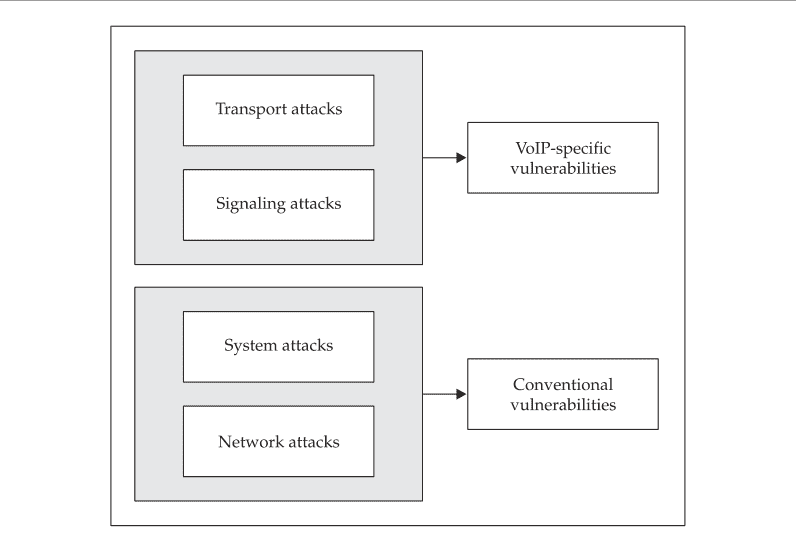 Transport attacks
Signaling attacks
VoIP-specific
vulnerabilities
System attacks
Network attacks
Conventional
vulnerabilities